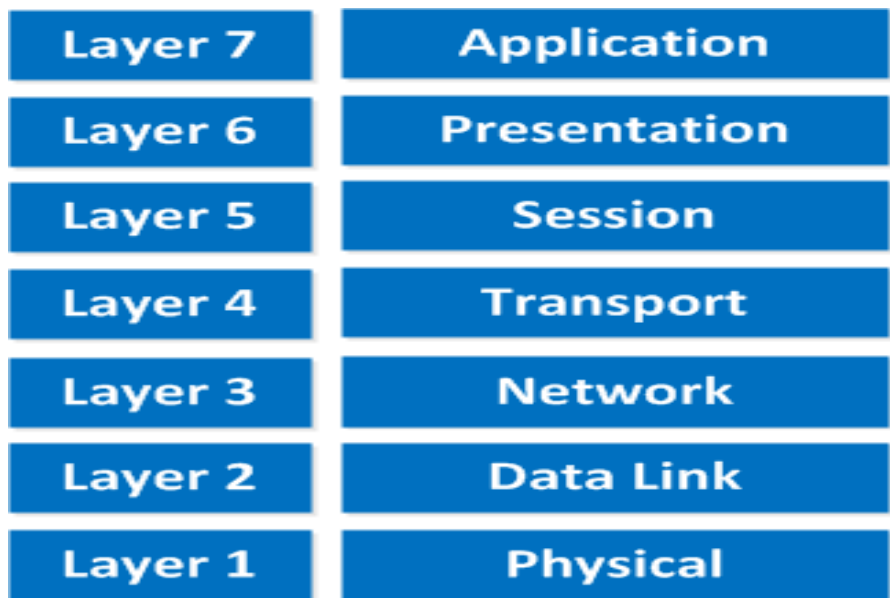 Layer 7 Application
Layer 6 Presentation
Layer 5 Session
Layer 4 Transport
Layer 3 Network
Layer 2 Data Link
Layer 1 Physical